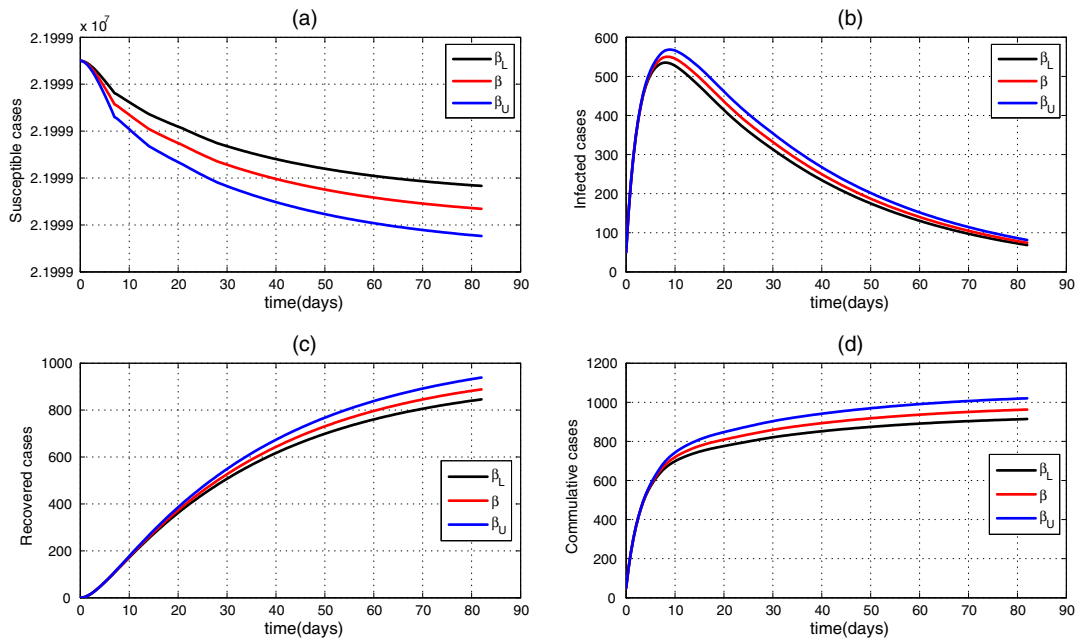 (a)
x 10^7
2.1999
2.1999
2.1999
2.1999
2.1999
2.1999
Susceptible cases
0 10 20 30 40 50 60 70 80 90
time(days)
β_L
β
β_U
(b)
600
500
400
300
200
100
0
Infected cases
0 10 20 30 40 50 60 70 80 90
time(days)
β_L
β
β_U
(c)
1000
800
600
400
200
0
Recovered cases
0 10 20 30 40 50 60 70 80 90
time(days)
β_L
β
β_U
(d)
1200
1000
800
600
400
200
0
Commulative cases
0 10 20 30 40 50 60 70 80 90
time(days)
β_L
β
β_U